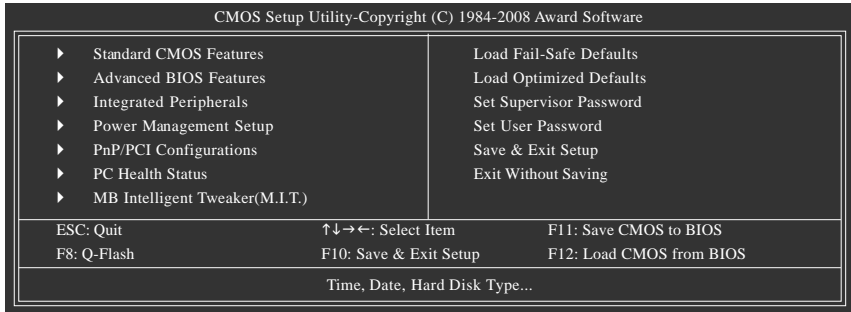 CMOS Setup Utility-Copyright (C) 1984-2008 Award Software
Standard CMOS Features
Advanced BIOS Features
Integrated Peripherals
Power Management Setup
PnP/PCI Configurations
PC Health Status
MB Intelligent Tweaker(M.I.T.)
Load Fail-Safe Defaults
Load Optimized Defaults
Set Supervisor Password
Set User Password
Save & Exit Setup
Exit Without Saving
ESC: Quit ↑↓→←: Select Item F11: Save CMOS to BIOS
F8: Q-Flash F10: Save & Exit Setup F12: Load CMOS from BIOS
Time, Date, Hard Disk Type...